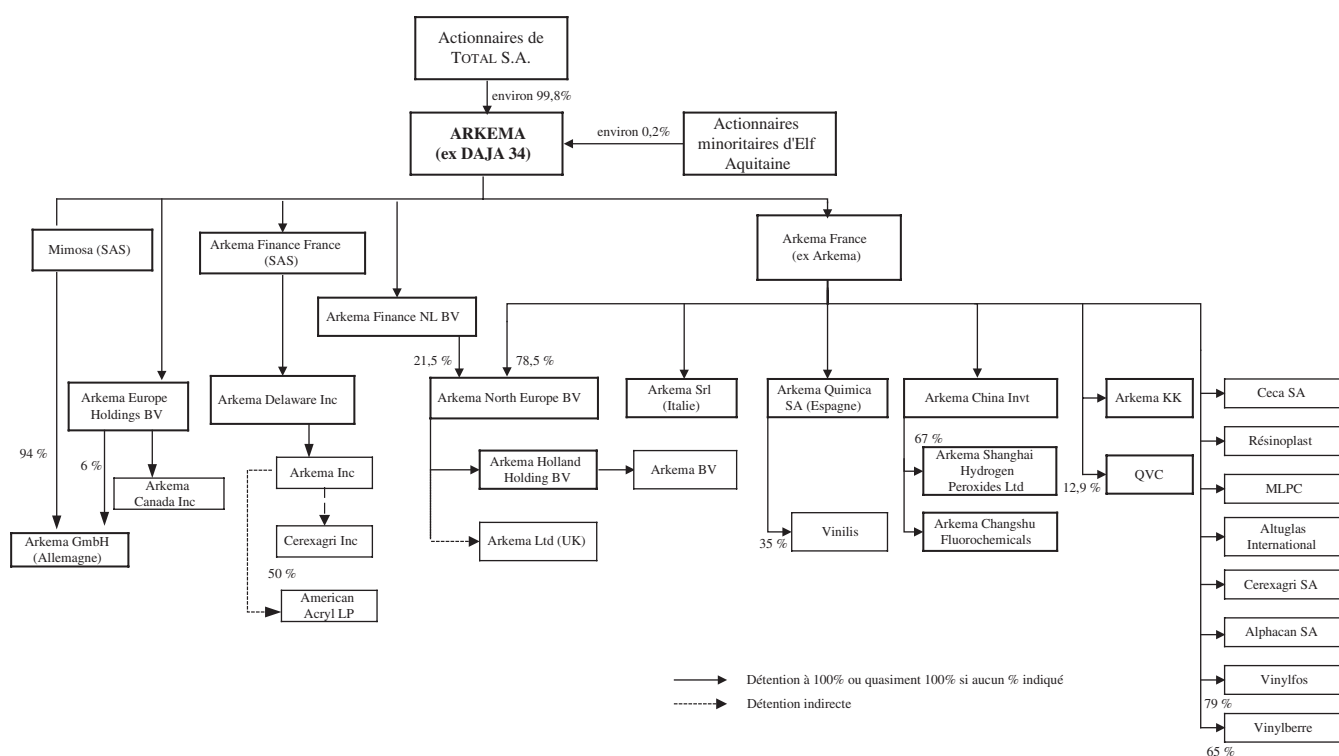 Actionnaires de
TOTAL S.A.
environ 99,8%
ARKEMA
(ex DAJA 34)
environ 0,2%
Actionnaires
minoritaires d'Elf
Aquitaine
Mimosa (SAS)
Arkema Finance France
(SAS)
Arkema France
(ex Arkema)
Arkema Finance NL BV
21,5 %
78,5 %
Arkema Europe
Holdings BV
Arkema Delaware Inc
Arkema North Europe BV
Arkema Srl
(Italie)
Arkema Quimica
SA (Espagne)
Arkema China Invt
Arkema KK
Ceca SA
94 %
6 %
Arkema
Canada Inc
Arkema Inc
Arkema Holland
Holding BV
Arkema BV
67 %
Arkema Shanghai
Hydrogen
Peroxides Ltd
12,9 %
QVC
Résinoplast
MLPC
Arkema GmbH
(Allemagne)
Cerexagri Inc
Arkema Ltd (UK)
35 %
Vinilis
Arkema Changshu
Fluorochemicals
Altuglas
International
50 %
American
Acryl LP
Cerexagri SA
Alphacan SA
Vinylfos
79 %
Vinylberre
65 %
Détention à 100% ou quasiment 100% si aucun % indiqué
Détention indirecte